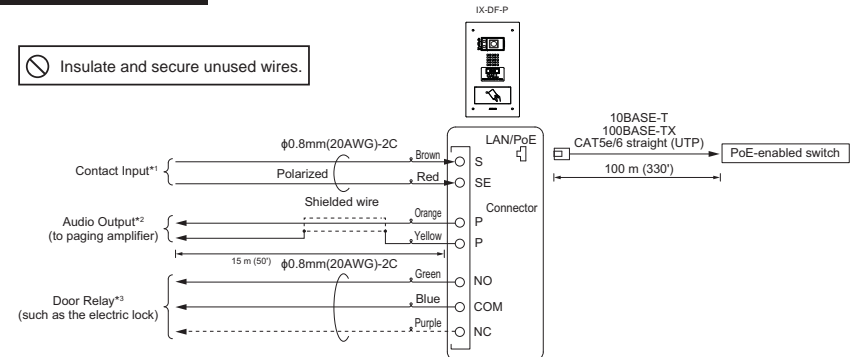 IX-DF-P
Insulate and secure unused wires.
10BASE-T
100BASE-TX
CAT5e/6 straight (UTP)
PoE-enabled switch
100 m (330')
LAN/PoE
Connector
ϕ0.8mm(20AWG)-2C
Contact Input*1
Polarized
Brown
S
Red
SE
Shielded wire
Audio Output*2
(to paging amplifier)
Orange
P
Yellow
P
15 m (50')
ϕ0.8mm(20AWG)-2C
Door Relay*3
(such as the electric lock)
Green
NO
Blue
COM
Purple
NC